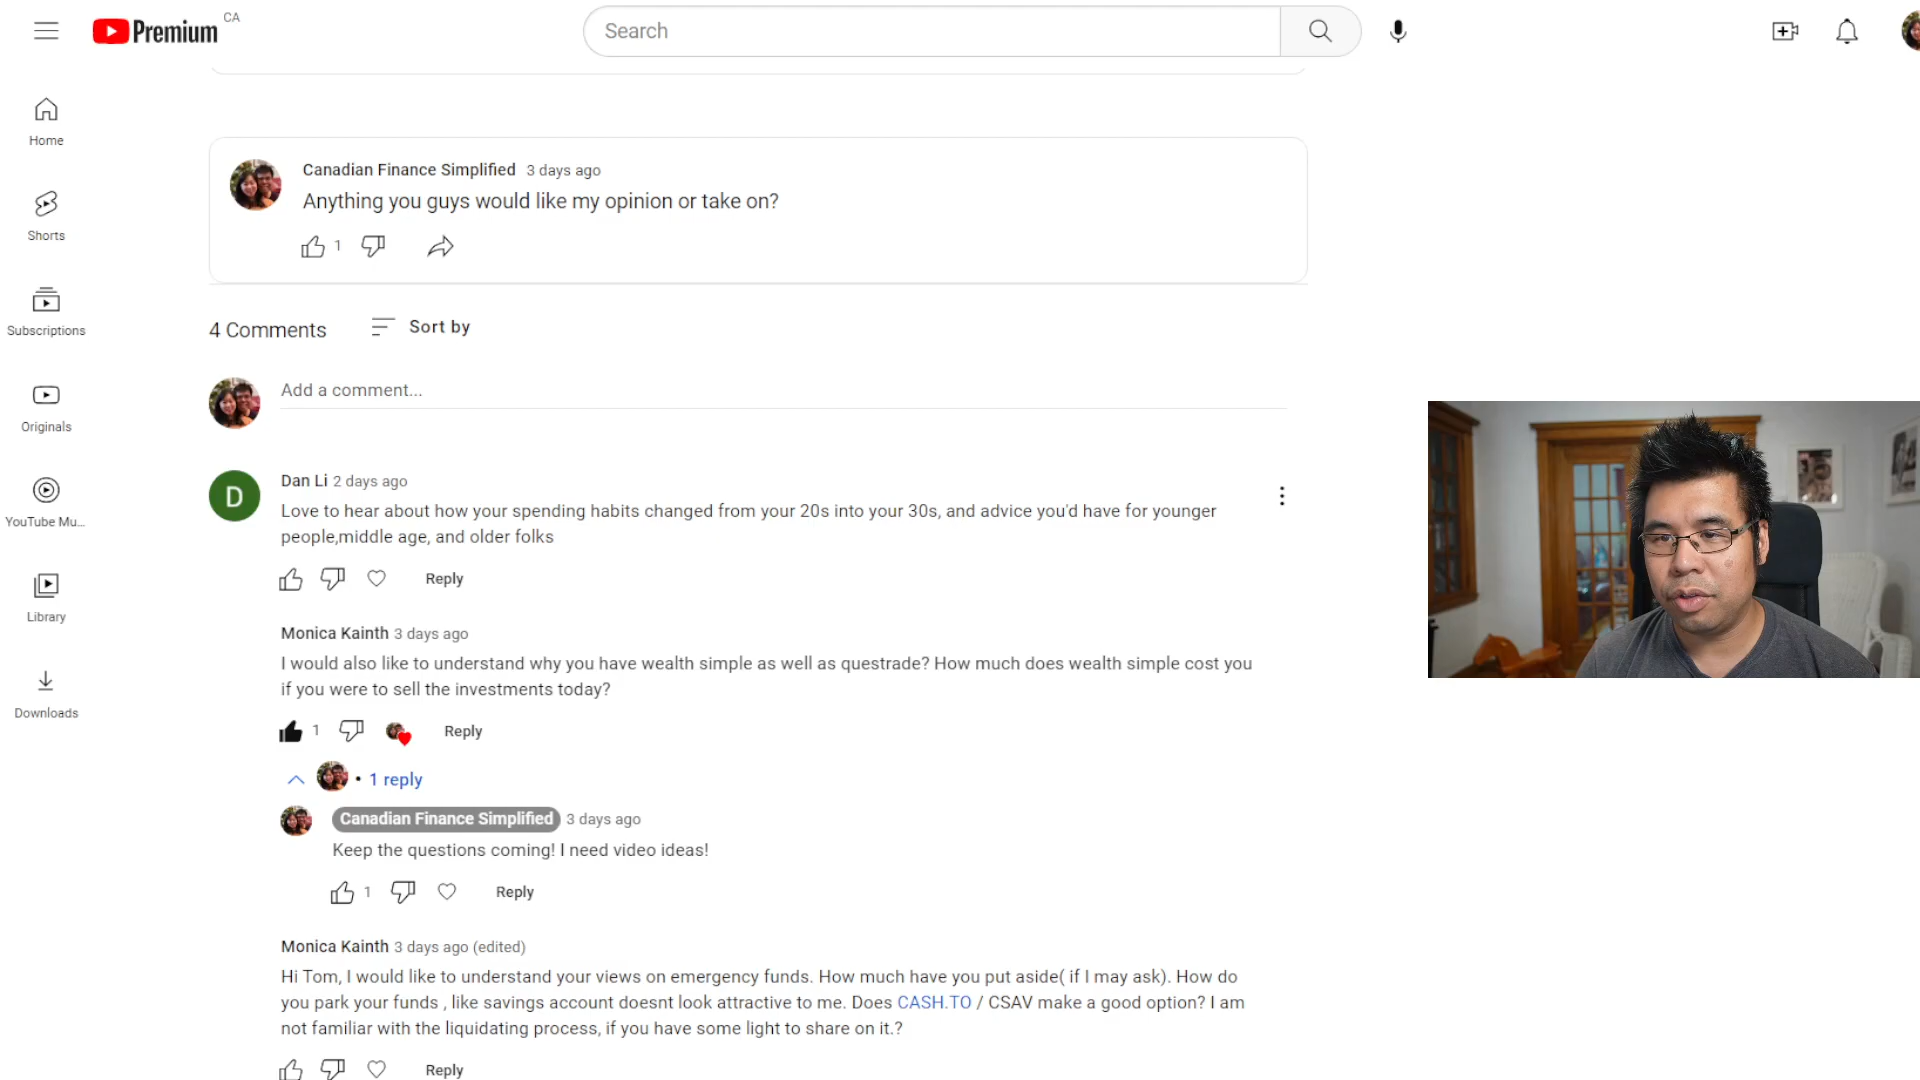 Premium CA
Search
Home
Shorts
Subscriptions
Originals
YouTube Mu...
Library
Downloads
Canadian Finance Simplified 3 days ago
Anything you guys would like my opinion or take on?
1
4 Comments Sort by
Add a comment...
D
Dan Li 2 days ago
Love to hear about how your spending habits changed from your 20s into your 30s, and advice you'd have for younger
people,middle age, and older folks
Reply
Monica Kainth 3 days ago
I would also like to understand why you have wealth simple as well as questrade? How much does wealth simple cost you
if you were to sell the investments today?
1 Reply
• 1 reply
Canadian Finance Simplified 3 days ago
Keep the questions coming! I need video ideas!
1 Reply
Monica Kainth 3 days ago (edited)
Hi Tom, I would like to understand your views on emergency funds. How much have you put aside( if I may ask). How do
you park your funds , like savings account doesnt look attractive to me. Does CASH.TO / CSAV make a good option? I am
not familiar with the liquidating process, if you have some light to share on it.?
Reply